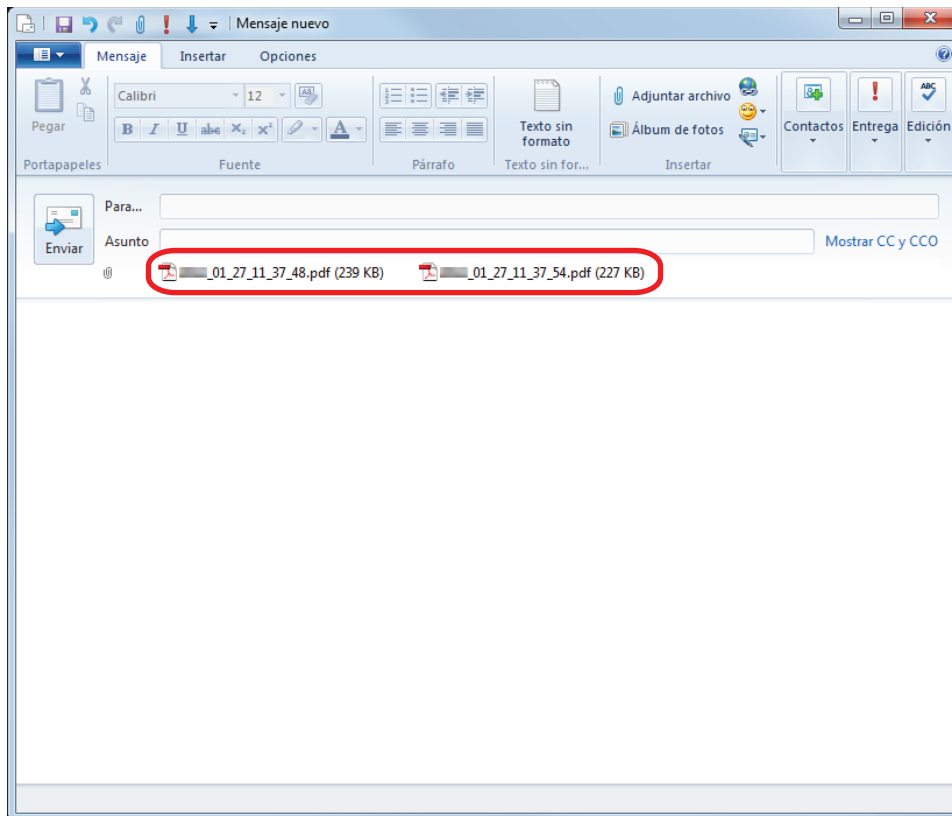 Mensaje nuevo
Mensaje Insertar Opciones
Pegar
Portapapeles
Calibri 12
B I U abc X₂ X² A
Fuente
Párrafo
Texto sin
formato
Texto sin for...
Adjuntar archivo
Álbum de fotos
Insertar
Contactos Entrega Edición
ABC
Enviar
Para...
Asunto
Mostrar CC y CCO
_01_27_11_37_48.pdf (239 KB) _01_27_11_37_54.pdf (227 KB)